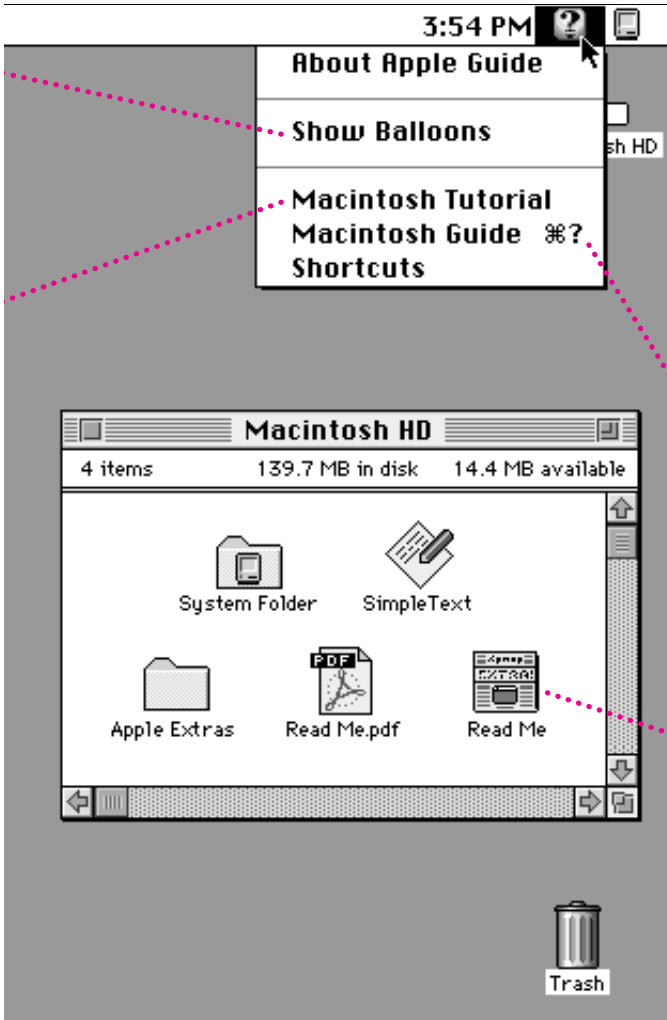 3:54 PM
About Apple Guide
Show Balloons
sh HD
Macintosh Tutorial
Macintosh Guide ⌘?
Shortcuts
Macintosh HD
4 items 139.7 MB in disk 14.4 MB available
System Folder SimpleText
PDF
EXTRA!
Apple Extras Read Me.pdf Read Me
Trash